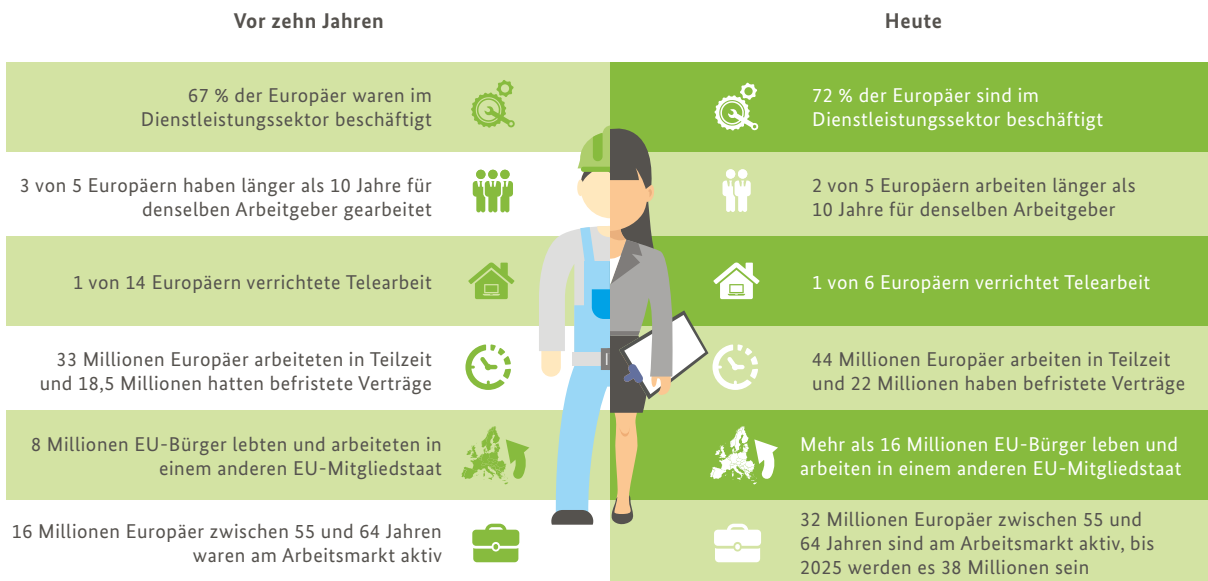 Vor zehn Jahren
Heute
67 % der Europäer waren im
Dienstleistungssektor beschäftigt
72 % der Europäer sind im
Dienstleistungssektor beschäftigt
3 von 5 Europäern haben länger als 10 Jahre für
denselben Arbeitgeber gearbeitet
2 von 5 Europäern arbeiten länger als
10 Jahre für denselben Arbeitgeber
1 von 14 Europäern verrichtete Telearbeit
1 von 6 Europäern verrichtet Telearbeit
33 Millionen Europäer arbeiteten in Teilzeit
und 18,5 Millionen hatten befristete Verträge
44 Millionen Europäer arbeiten in Teilzeit
und 22 Millionen haben befristete Verträge
8 Millionen EU-Bürger lebten und arbeiteten in
einem anderen EU-Mitgliedstaat
Mehr als 16 Millionen EU-Bürger leben und
arbeiten in einem anderen EU-Mitgliedstaat
16 Millionen Europäer zwischen 55 und 64 Jahren
waren am Arbeitsmarkt aktiv
32 Millionen Europäer zwischen 55 und
64 Jahren sind am Arbeitsmarkt aktiv, bis
2025 werden es 38 Millionen sein